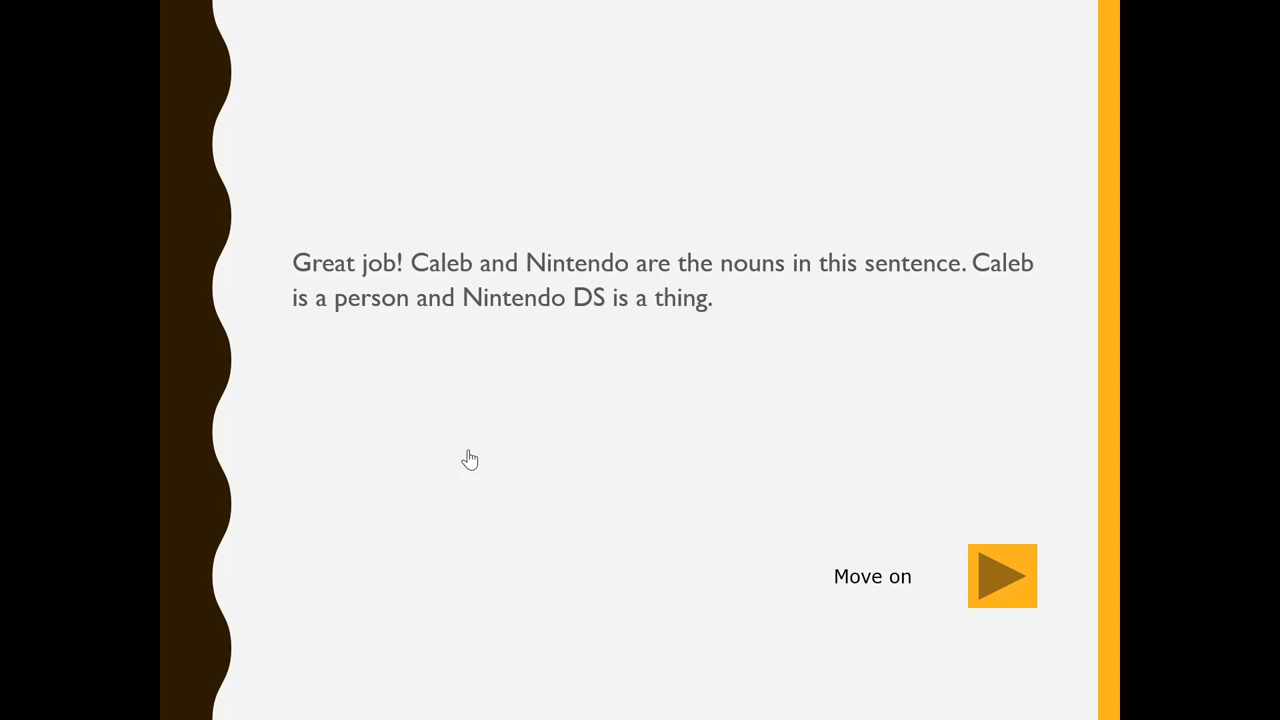 Great job! Caleb and Nintendo are the nouns in this sentence. Caleb
is a person and Nintendo DS is a thing.
Move on